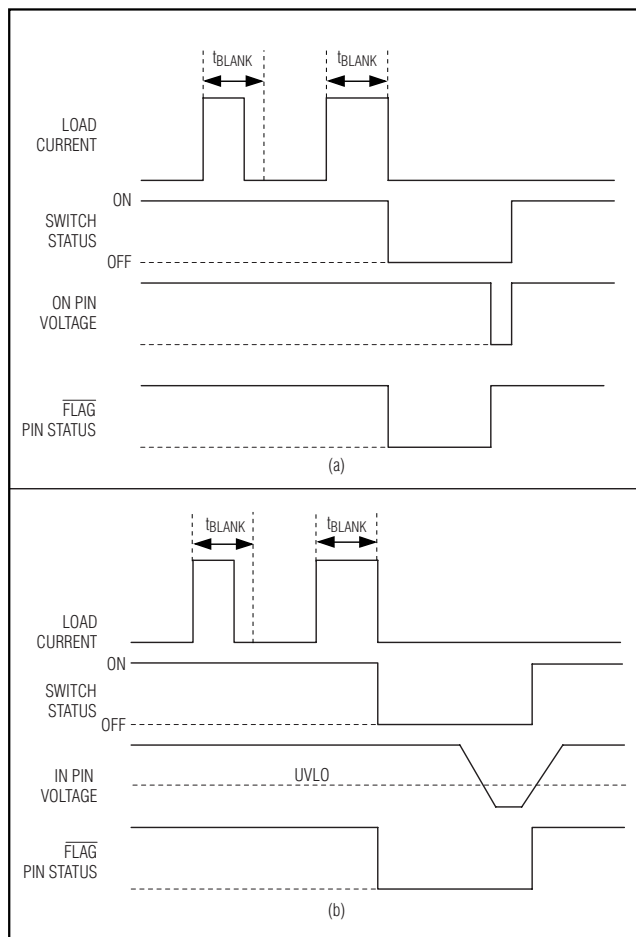 tBLANK tBLANK
LOAD
CURRENT
ON
SWITCH
STATUS
OFF
ON PIN
VOLTAGE
FLAG
PIN STATUS
(a)
tBLANK tBLANK
LOAD
CURRENT
ON
SWITCH
STATUS
OFF
IN PIN
VOLTAGE
UVLO
FLAG
PIN STATUS
(b)